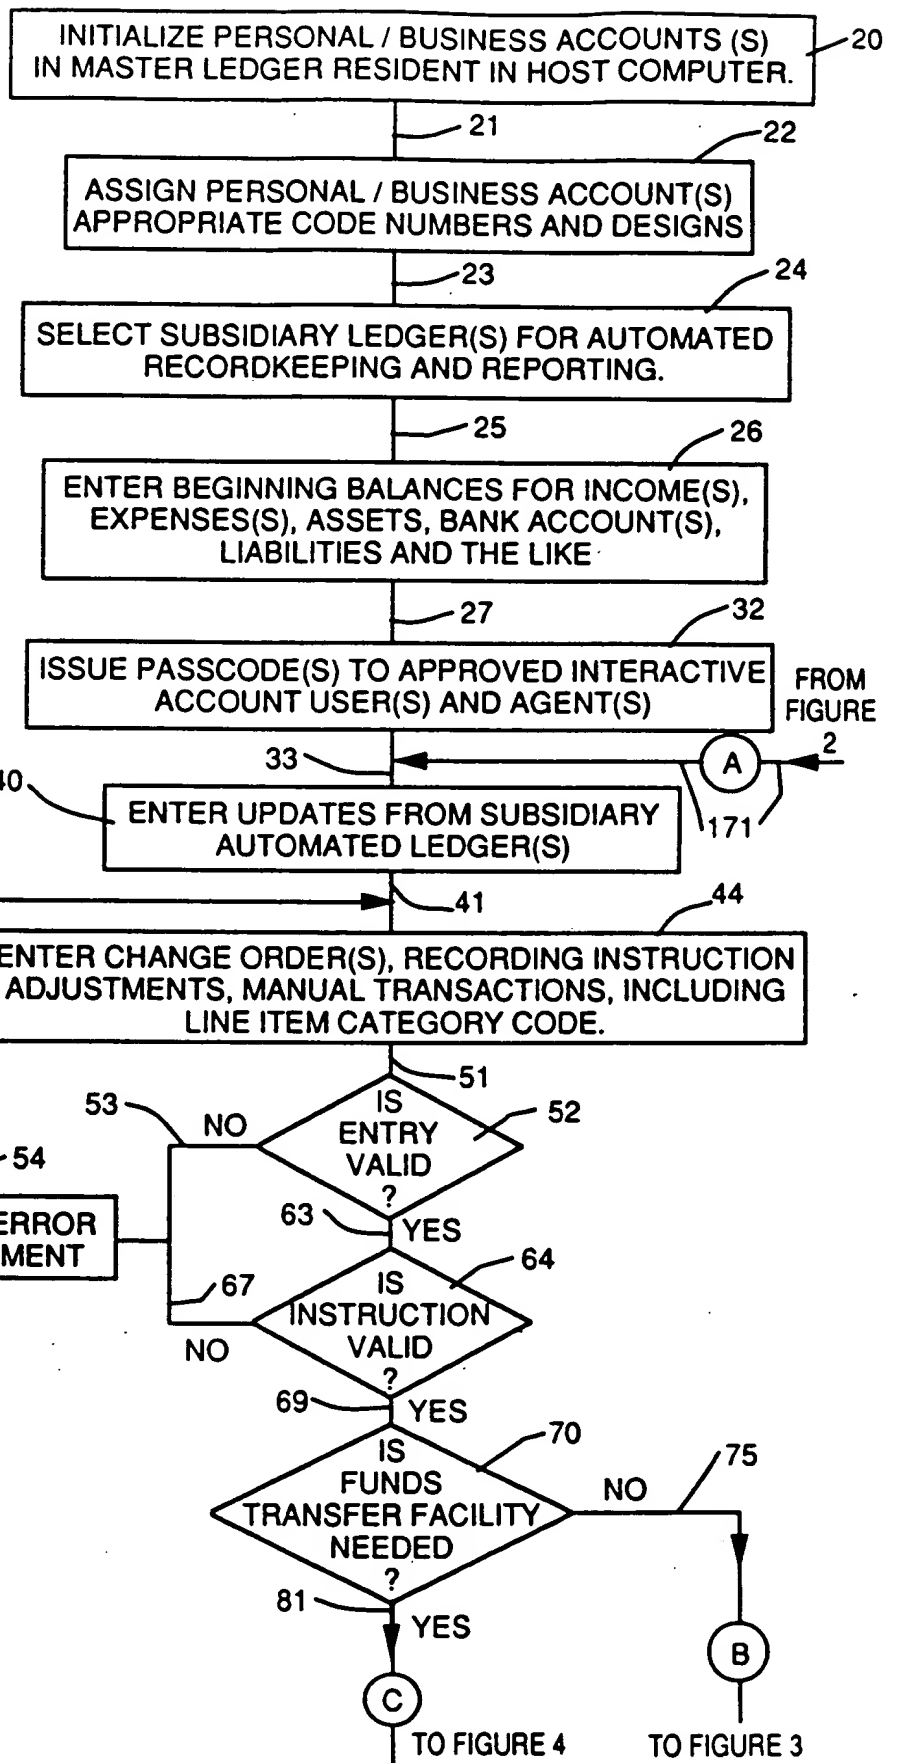 INITIALIZE PERSONAL / BUSINESS ACCOUNTS (S)
IN MASTER LEDGER RESIDENT IN HOST COMPUTER.
20
21
22
ASSIGN PERSONAL / BUSINESS ACCOUNT(S)
APPROPRIATE CODE NUMBERS AND DESIGNS
23
24
SELECT SUBSIDIARY LEDGER(S) FOR AUTOMATED
RECORDKEEPING AND REPORTING.
25
26
ENTER BEGINNING BALANCES FOR INCOME(S),
EXPENSES(S), ASSETS, BANK ACCOUNT(S),
LIABILITIES AND THE LIKE
27
32
ISSUE PASSCODE(S) TO APPROVED INTERACTIVE
ACCOUNT USER(S) AND AGENT(S)
FROM
FIGURE
2
33
A
171
40
ENTER UPDATES FROM SUBSIDIARY
AUTOMATED LEDGER(S)
41
44
ENTER CHANGE ORDER(S), RECORDING INSTRUCTION
ADJUSTMENTS, MANUAL TRANSACTIONS, INCLUDING
LINE ITEM CATEGORY CODE.
51
53
NO
IS
ENTRY
VALID
?
52
54
ERROR
MENT
63
YES
64
67
IS
INSTRUCTION
VALID
?
NO
69
YES
70
75
IS
FUNDS
TRANSFER FACILITY
NEEDED
?
NO
81
YES
B
C
TO FIGURE 4
TO FIGURE 3